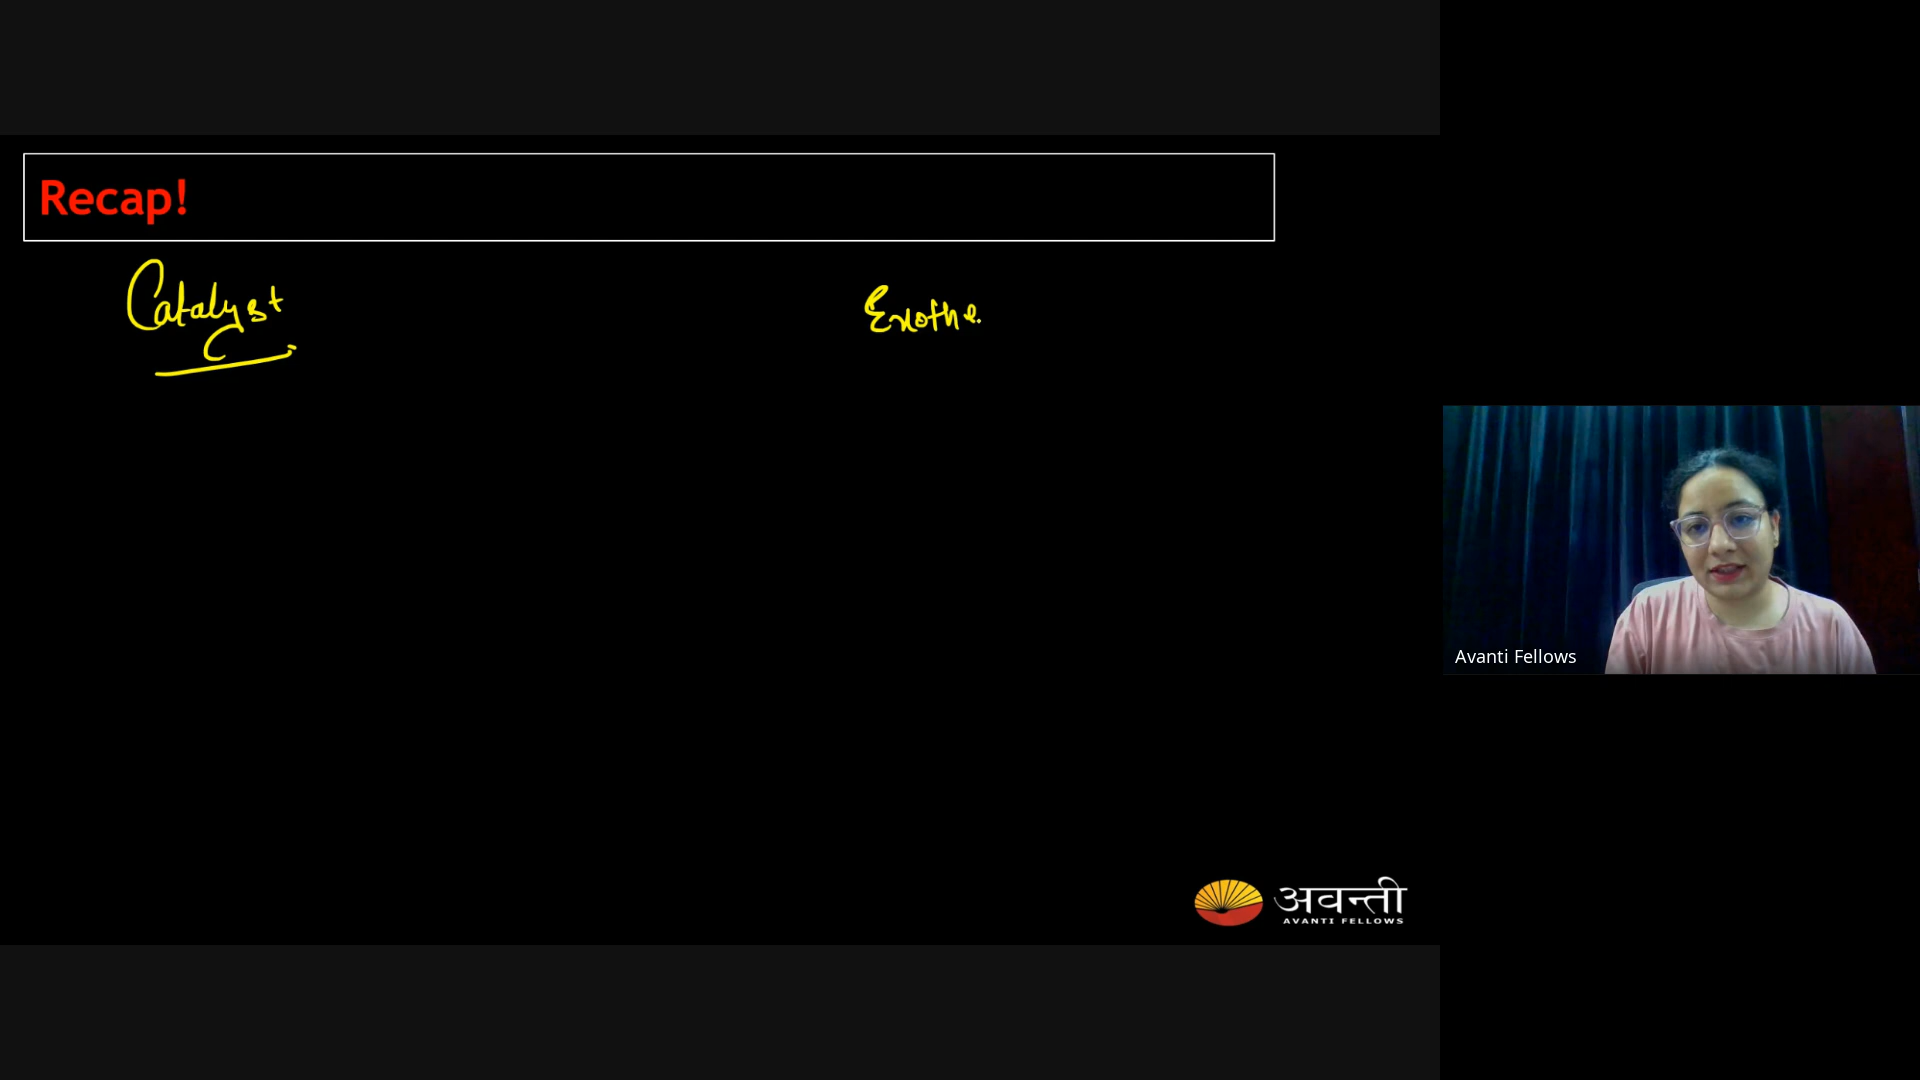 Recap!
Catalyst
Exothe.
Avanti Fellows
अवन्ती
AVANTI FELLOWS